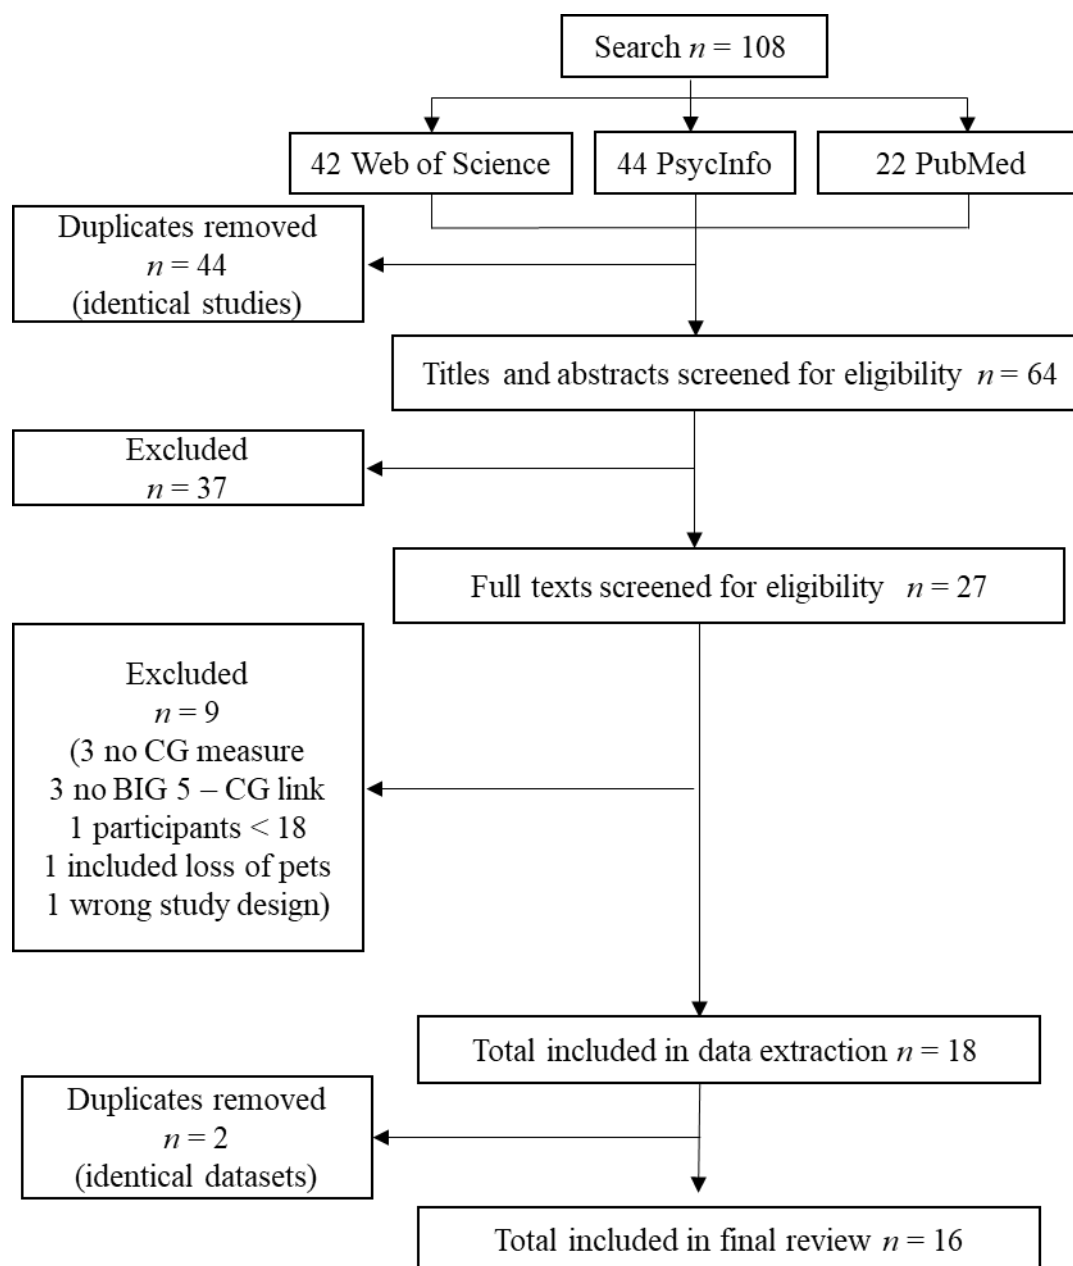 Search n = 108
42 Web of Science
44 PsycInfo
22 PubMed
Duplicates removed
n = 44
(identical studies)
Titles and abstracts screened for eligibility n = 64
Excluded
n = 37
Full texts screened for eligibility n = 27
Excluded
n = 9
(3 no CG measure
3 no BIG 5 – CG link
1 participants < 18
1 included loss of pets
1 wrong study design)
Total included in data extraction n = 18
Duplicates removed
n = 2
(identical datasets)
Total included in final review n = 16